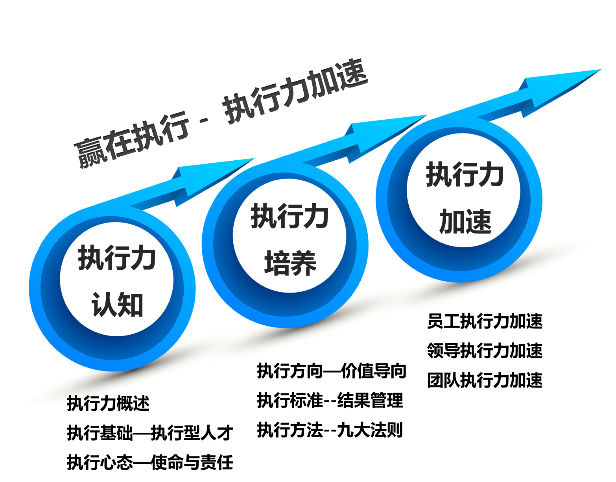 赢在执行 - 执行力加速
执行力
认知
执行力
培养
执行力
加速
执行力概述
执行基础—执行型人才
执行心态—使命与责任
执行方向—价值导向
执行标准--结果管理
执行方法--九大法则
员工执行力加速
领导执行力加速
团队执行力加速